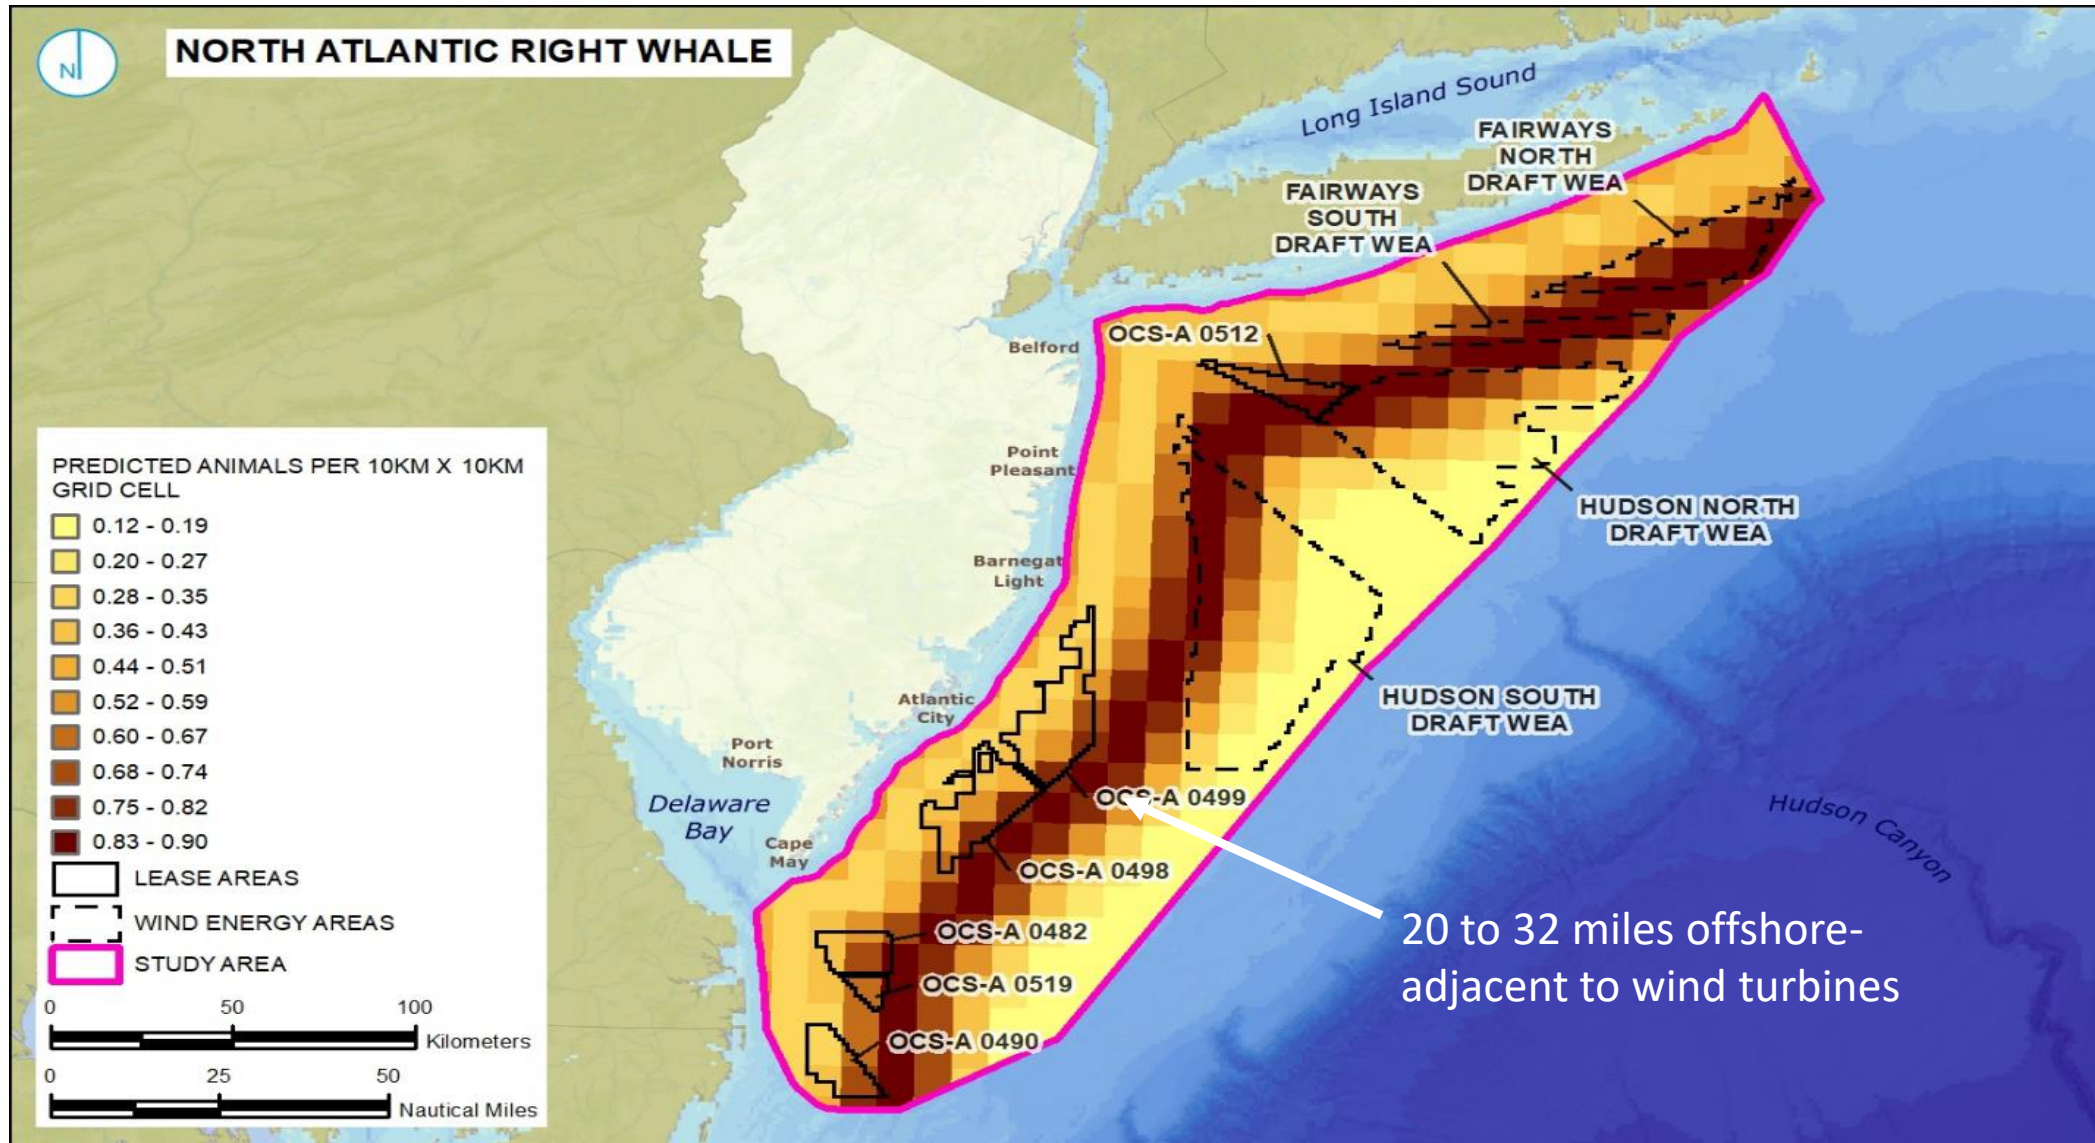 N
NORTH ATLANTIC RIGHT WHALE
Long Island Sound
FAIRWAYS
NORTH
DRAFT WEA
FAIRWAYS
SOUTH
DRAFT WEA
OCS-A 0512
Belford
Point
Pleasant
HUDSON NORTH
DRAFT WEA
Barnegat
Light
HUDSON SOUTH
DRAFT WEA
Atlantic
City
Port
Norris
OCS-A 0499
Delaware
Bay
Cape
May
Hudson Canyon
OCS-A 0498
20 to 32 miles offshore-
adjacent to wind turbines
OCS-A 0482
OCS-A 0519
OCS-A 0490
PREDICTED ANIMALS PER 10KM X 10KM
GRID CELL
0.12 - 0.19
0.20 - 0.27
0.28 - 0.35
0.36 - 0.43
0.44 - 0.51
0.52 - 0.59
0.60 - 0.67
0.68 - 0.74
0.75 - 0.82
0.83 - 0.90
LEASE AREAS
WIND ENERGY AREAS
STUDY AREA
0 50 100
Kilometers
0 25 50
Nautical Miles